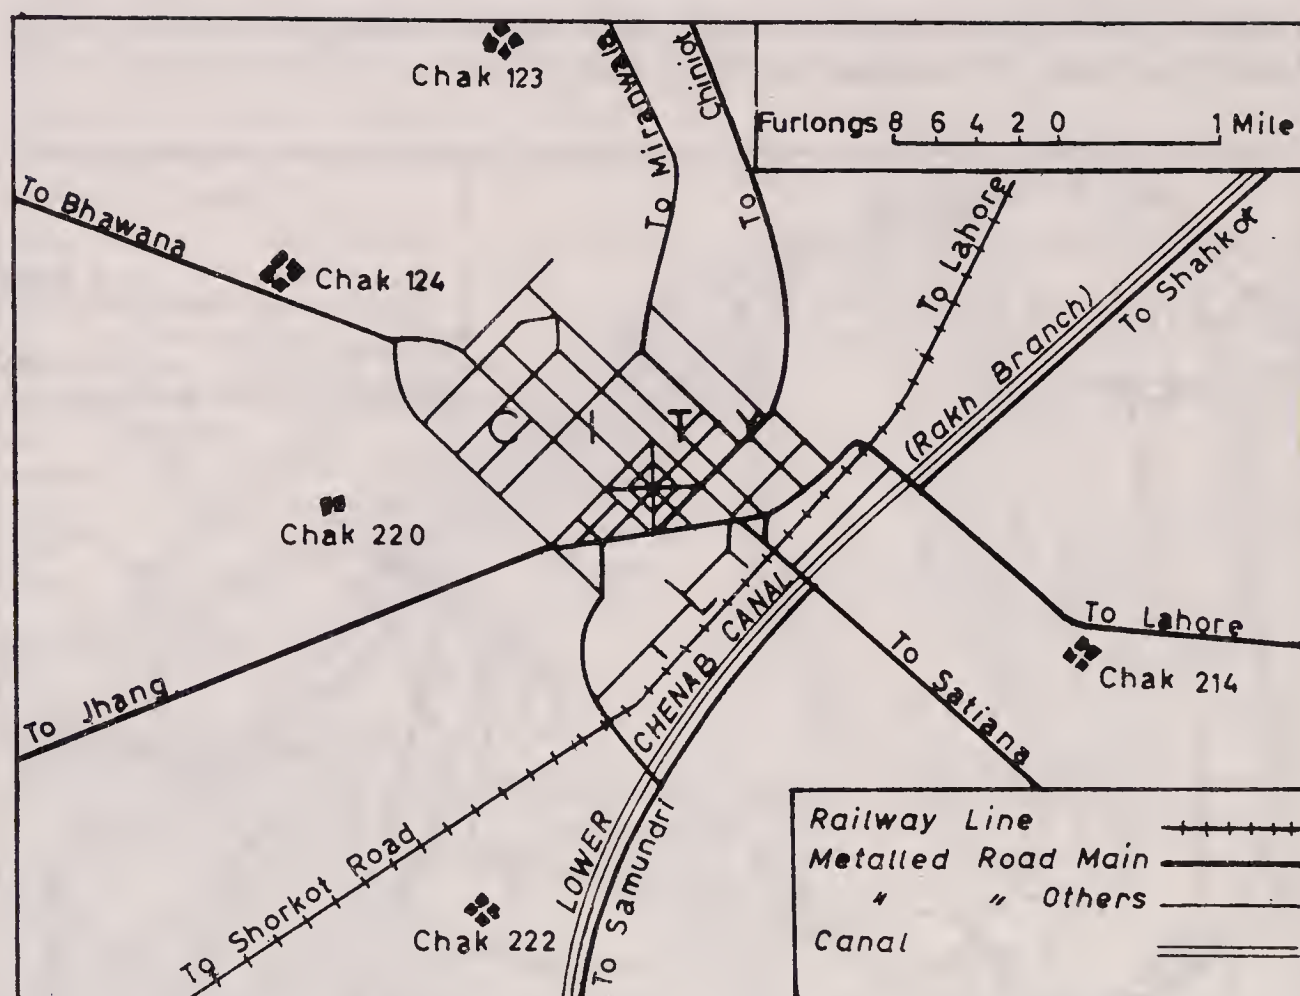 Chak 123
To Miranwala
To Chiniot
Furlongs 8 6 4 2 0 1 Mile
To Bhawana
Chak 124
To Lahore
(Rakh Branch)
To Shahkot
CITY
Chak 220
To Jhang
LOWER CHENAB CANAL
To Lahore
Chak 214
To Satiana
To Shorkot Road
Chak 222
To Samundri
Railway Line
Metalled Road Main
〃 〃 Others
Canal